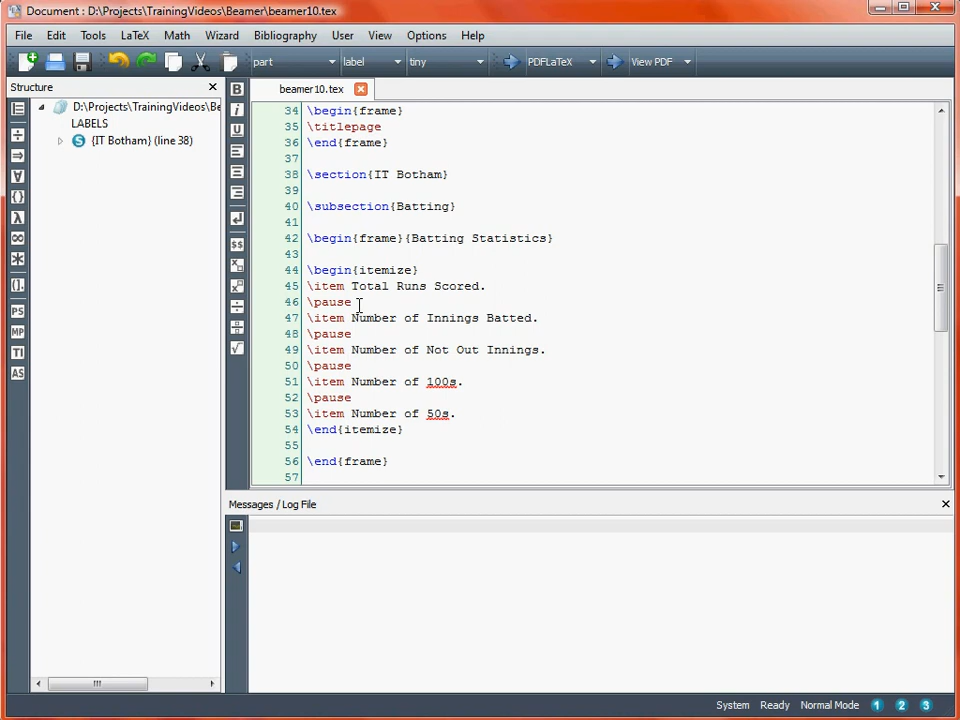 Document : D:\Projects\TrainingVideos\Beamer\beamer10.tex
File Edit Tools LaTeX Math Wizard Bibliography User View Options Help
part label tiny PDFLaTeX View PDF
Structure
beamer10.tex
D:\Projects\TrainingVideos\Be
LABELS
{IT Botham} (line 38)
34 \begin{frame}
35 \titlepage
36 \end{frame}
37
38 \section{IT Botham}
39
40 \subsection{Batting}
41
42 \begin{frame}{Batting Statistics}
43
44 \begin{itemize}
45 \item Total Runs Scored.
46 \pause
47 \item Number of Innings Batted.
48 \pause
49 \item Number of Not Out Innings.
50 \pause
51 \item Number of 100s.
52 \pause
53 \item Number of 50s.
54 \end{itemize}
55
56 \end{frame}
57
Messages / Log File
System Ready Normal Mode 1 2 3